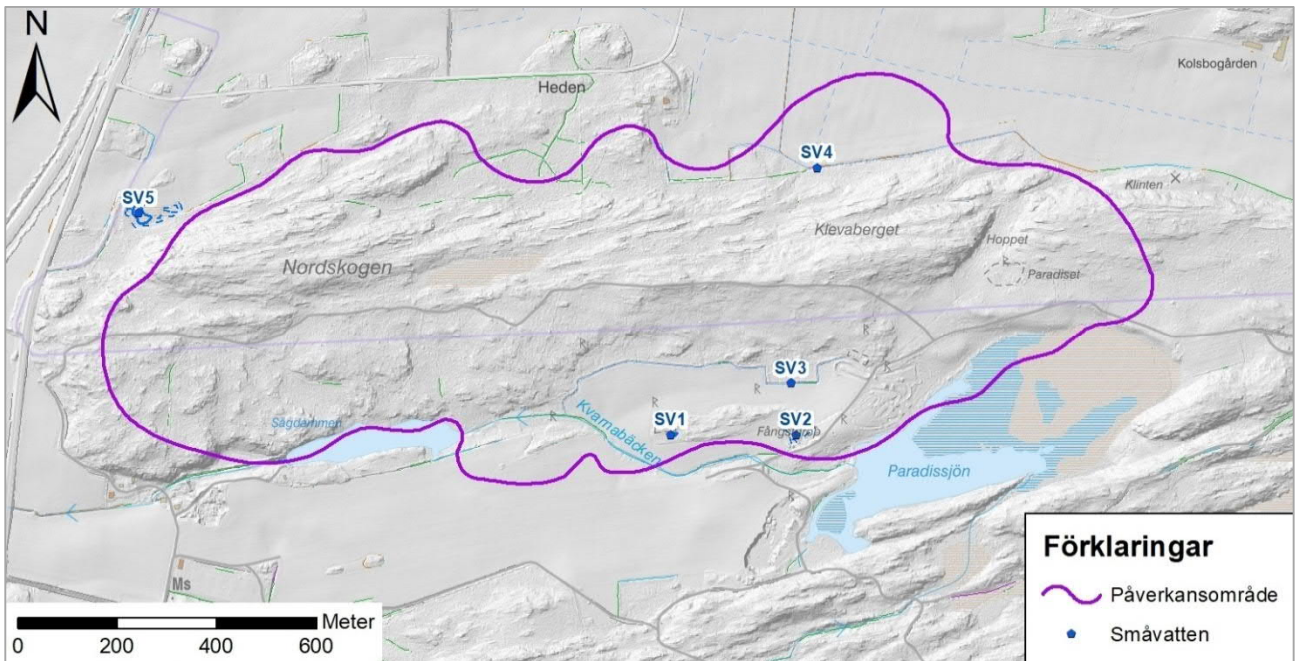 N
Kolsbogården
Heden
SV4
SV5
Klinten
Klevaberget
Hoppet
Nordskogen
Paradiset
R
R
SV3
R
R
SV1
SV2
R
R
Sågdammen
Kvarnabäcken
Fångsgrop
Paradissjön
R
Förklaringar
Ms
Påverkansområde
Meter
0 200 400 600
Småvatten